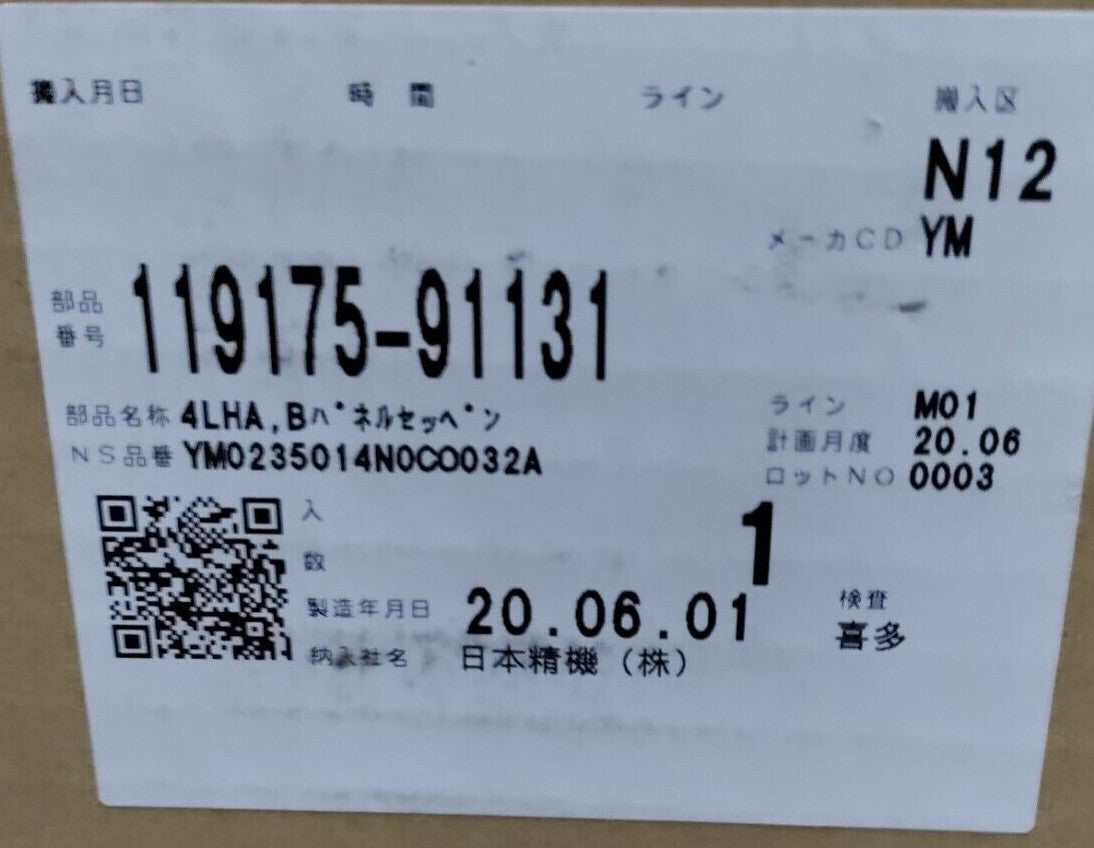 搬入月日 時間 ライン 搬入区
N12
メーカCD YM
部品番号 119175-91131
部品名称 4LHA,Bパネルセッペン
NS品番 YM0235014N0C0032A
ライン M01
計画月度 20.06
ロットNO 0003
入数 1
製造年月日 20.06.01
検査
喜多
納入社名 日本精機(株)